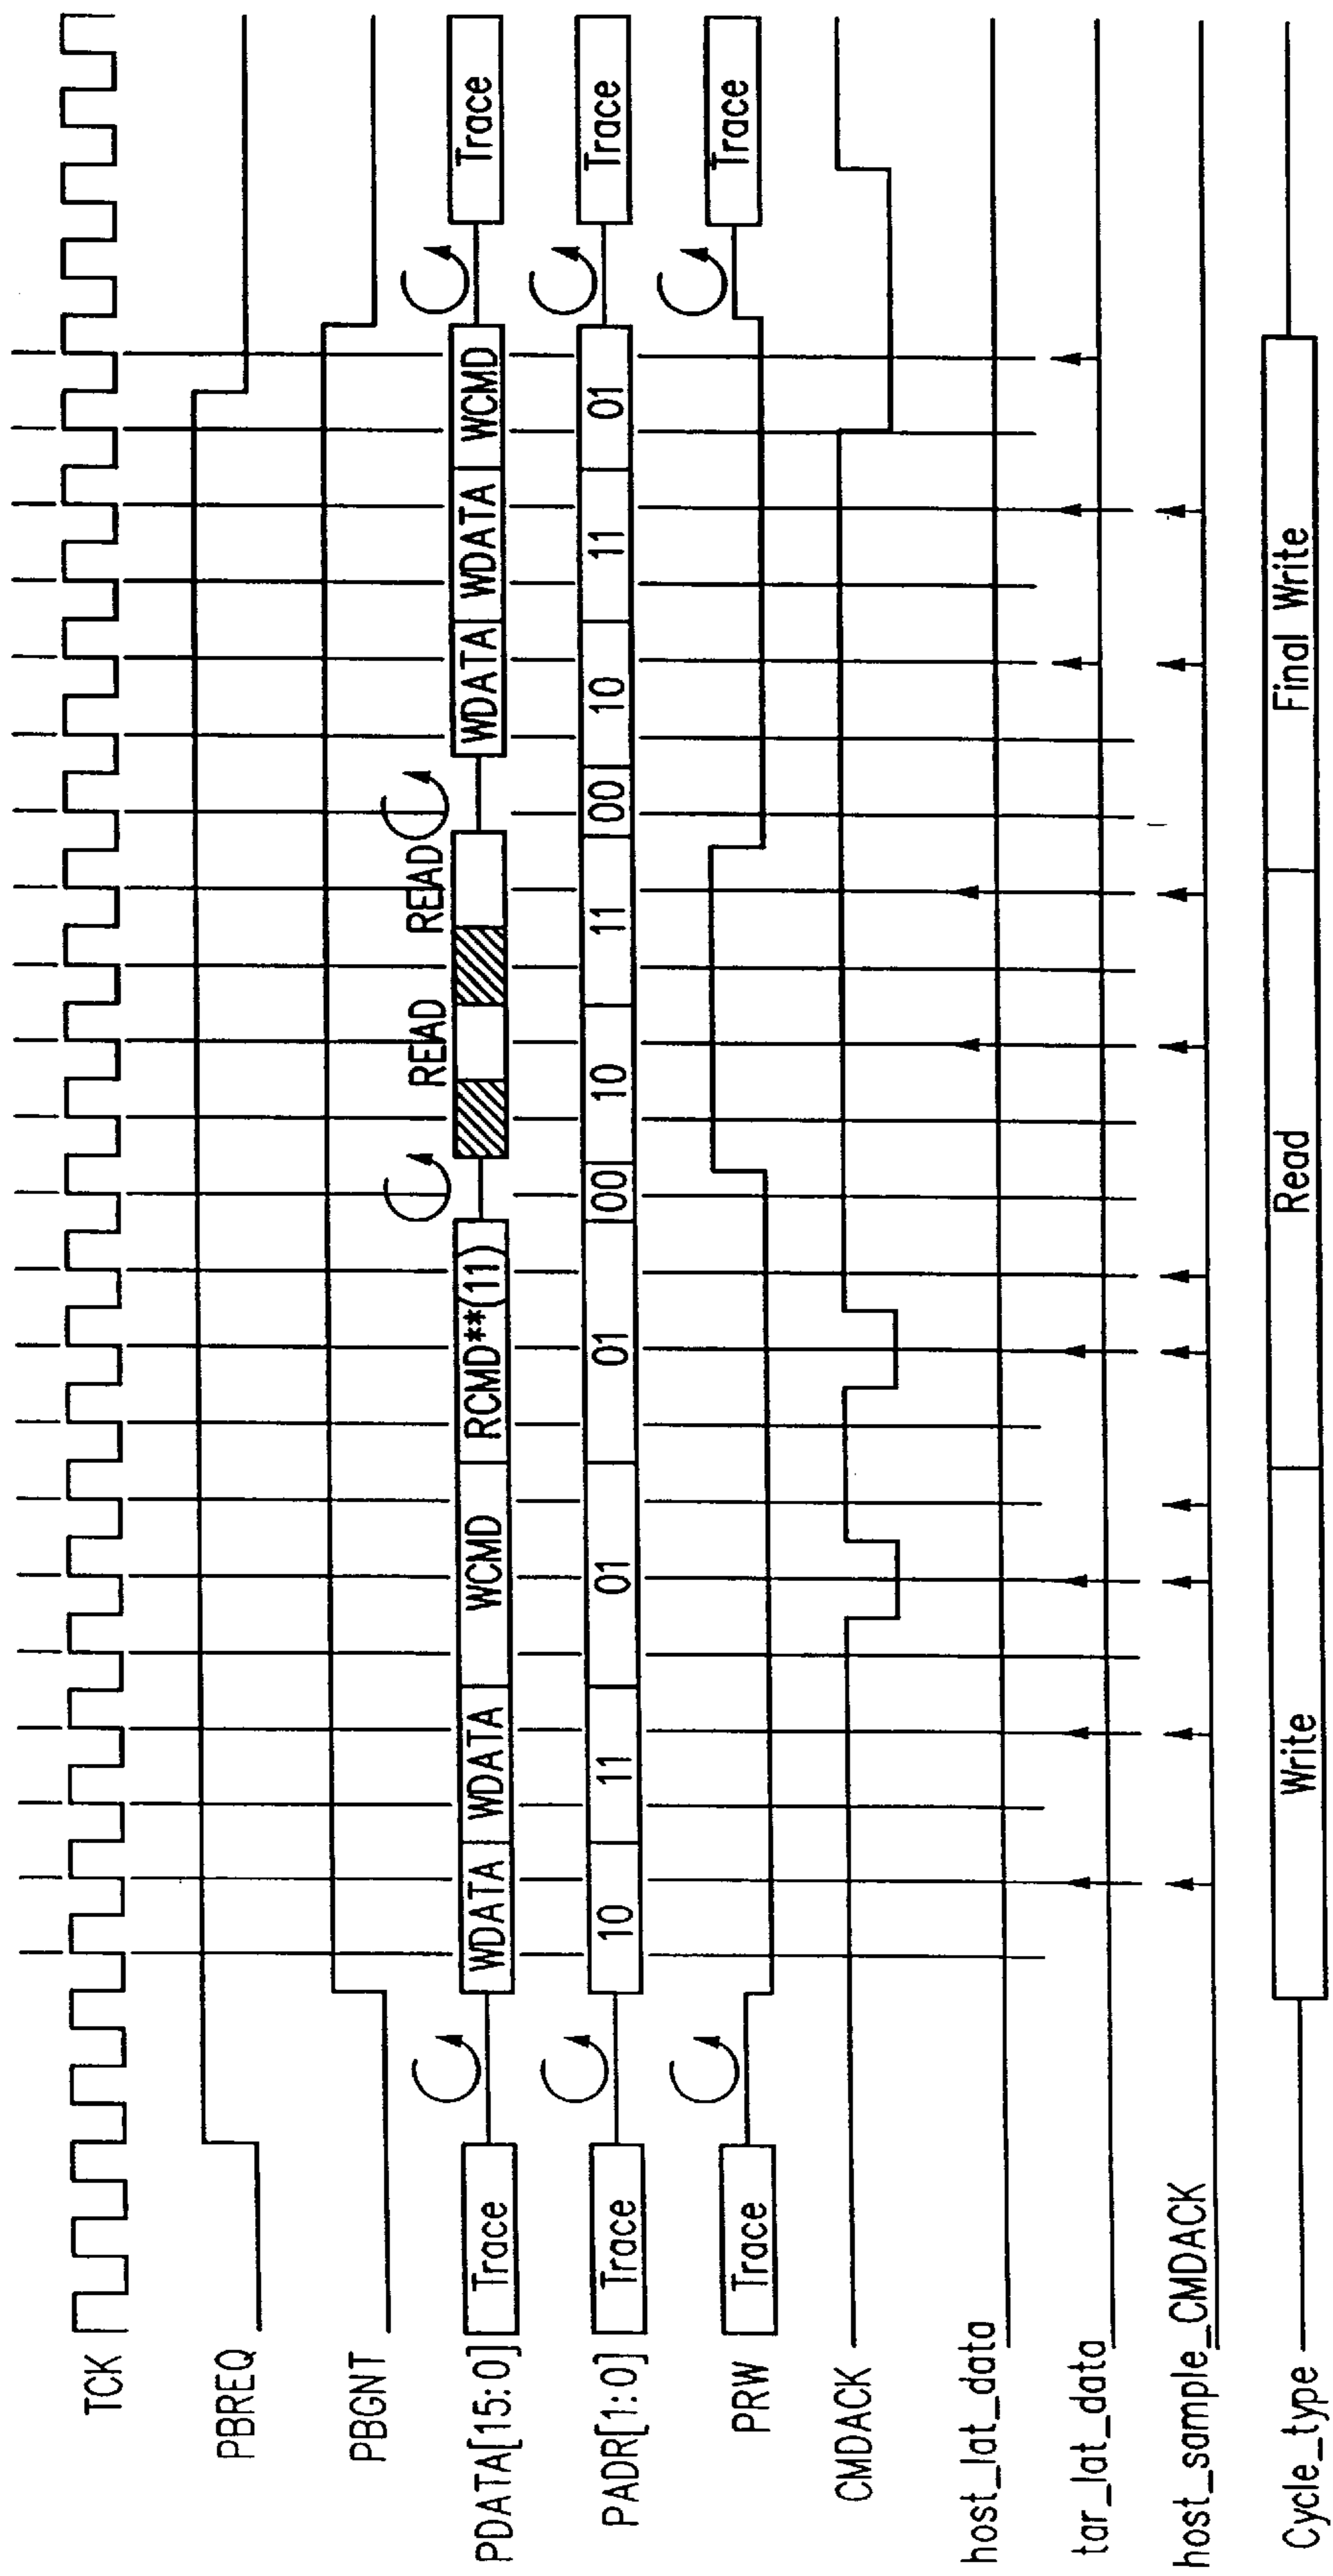 TCK
PBREQ
PBGNT
READ READ
PDATA[15:0] Trace WDATA WDATA WCMD RCMD**(11) WDATA WDATA WCMD Trace
PADR[1:0] Trace 10 11 01 01 00 10 11 00 10 11 01 Trace
PRW Trace Trace
CMDACK
host_lat_data
tar_lat_data
host_sample_CMDACK
Cycle_type Write Read Final Write